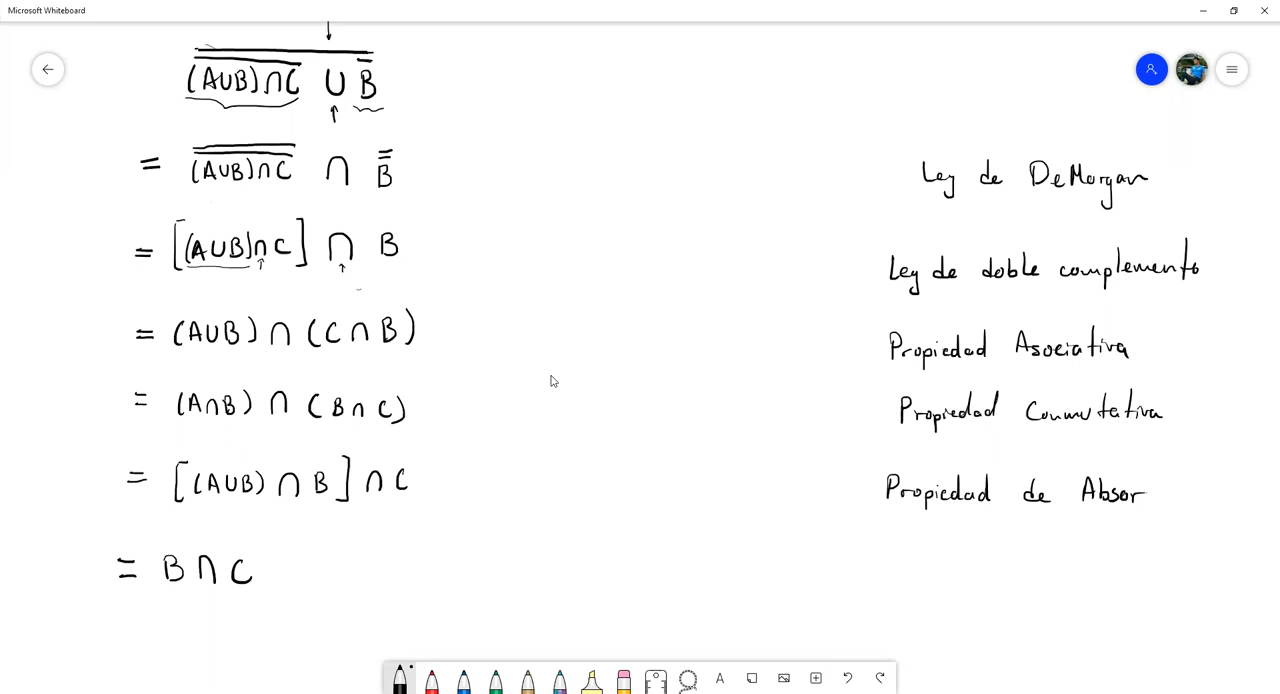 Microsoft Whiteboard
(A∪B)∩C ∪ B̅
= (A∪B)∩C ∩ B̿ Ley de DeMorgan
= [(A∪B)∩C] ∩ B Ley de doble complemento
= (A∪B) ∩ (C ∩ B) Propiedad Asociativa
= (A∩B) ∩ (B∩C) Propiedad Conmutativa
= [(A∪B) ∩ B] ∩ C Propiedad de Absor
= B ∩ C